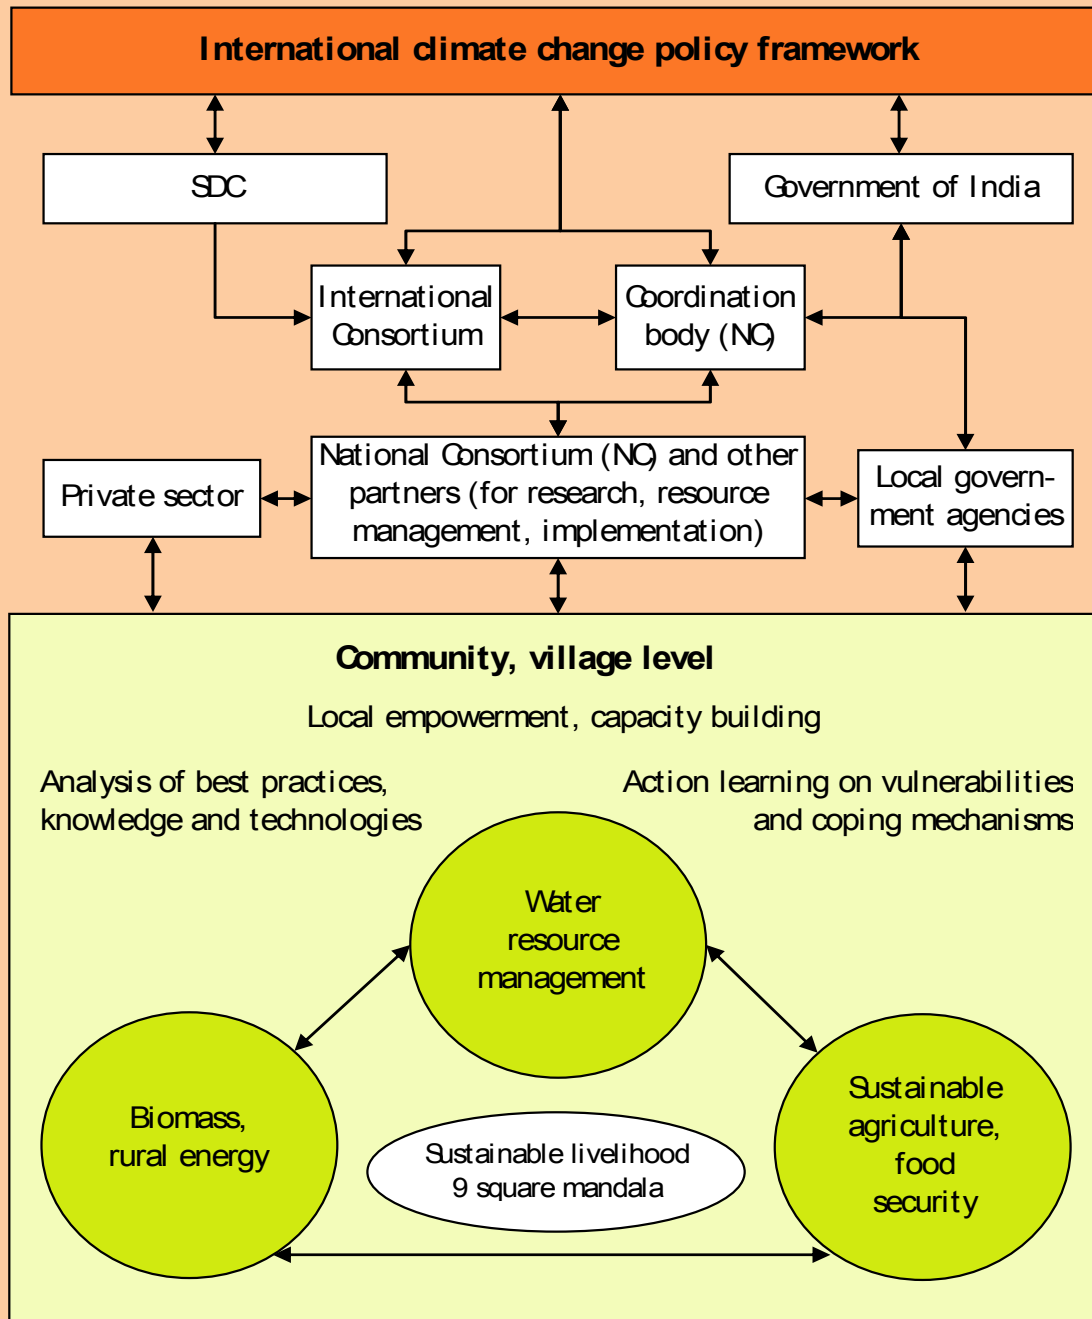 International climate change policy framework
SDC
Government of India
International
Consortium
Coordination
body (NC)
National Consortium (NC) and other
partners (for research, resource
management, implementation)
Private sector
Local govern-
ment agencies
Community, village level
Local empowerment, capacity building
Analysis of best practices,
knowledge and technologies
Action learning on vulnerabilities
and coping mechanisms
Water
resource
management
Biomass,
rural energy
Sustainable livelihood
9 square mandala
Sustainable
agriculture,
food
security